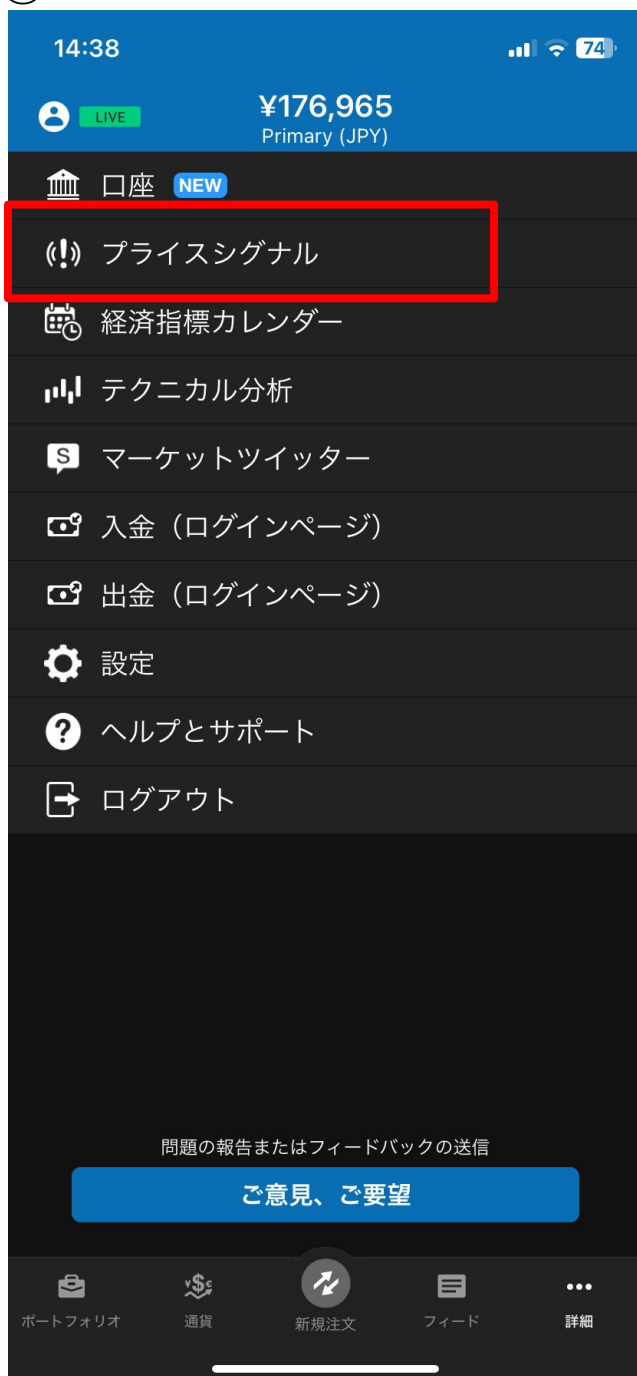 14:38
74
LIVE
¥176,965
Primary (JPY)
口座 NEW
プライスシグナル
経済指標カレンダー
テクニカル分析
S マーケットツイッター
入金（ログインページ）
出金（ログインページ）
設定
? ヘルプとサポート
ログアウト
問題の報告またはフィードバックの送信
ご意見、ご要望
ポートフォリオ
通貨
新規注文
フィード
詳細